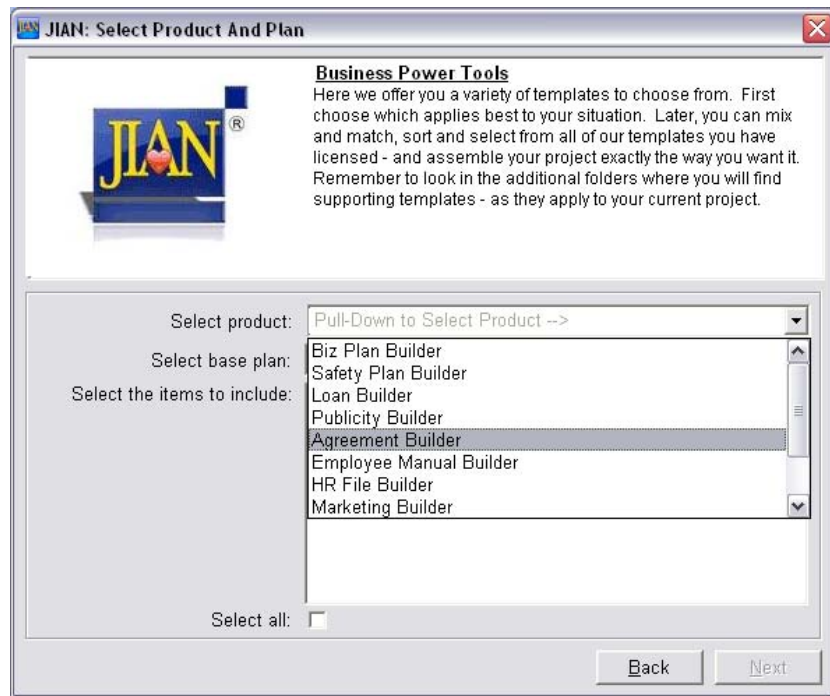 JIAN: Select Product And Plan
JIAN®
Business Power Tools
Here we offer you a variety of templates to choose from. First
choose which applies best to your situation. Later, you can mix
and match, sort and select from all of our templates you have
licensed - and assemble your project exactly the way you want it.
Remember to look in the additional folders where you will find
supporting templates - as they apply to your current project.
Select product: Pull-Down to Select Product -->
Select base plan:
Select the items to include:
Biz Plan Builder
Safety Plan Builder
Loan Builder
Publicity Builder
Agreement Builder
Employee Manual Builder
HR File Builder
Marketing Builder
Select all:
Back Next